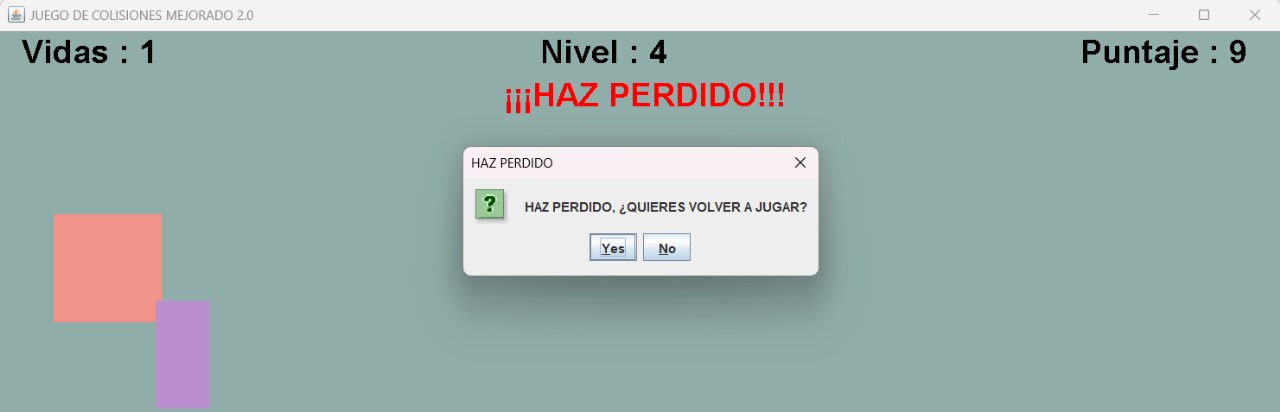 JUEGO DE COLISIONES MEJORADO 2.0
Vidas : 1 Nivel : 4 Puntaje : 9
¡¡¡HAZ PERDIDO!!!
HAZ PERDIDO
? HAZ PERDIDO, ¿QUIERES VOLVER A JUGAR?
Yes No